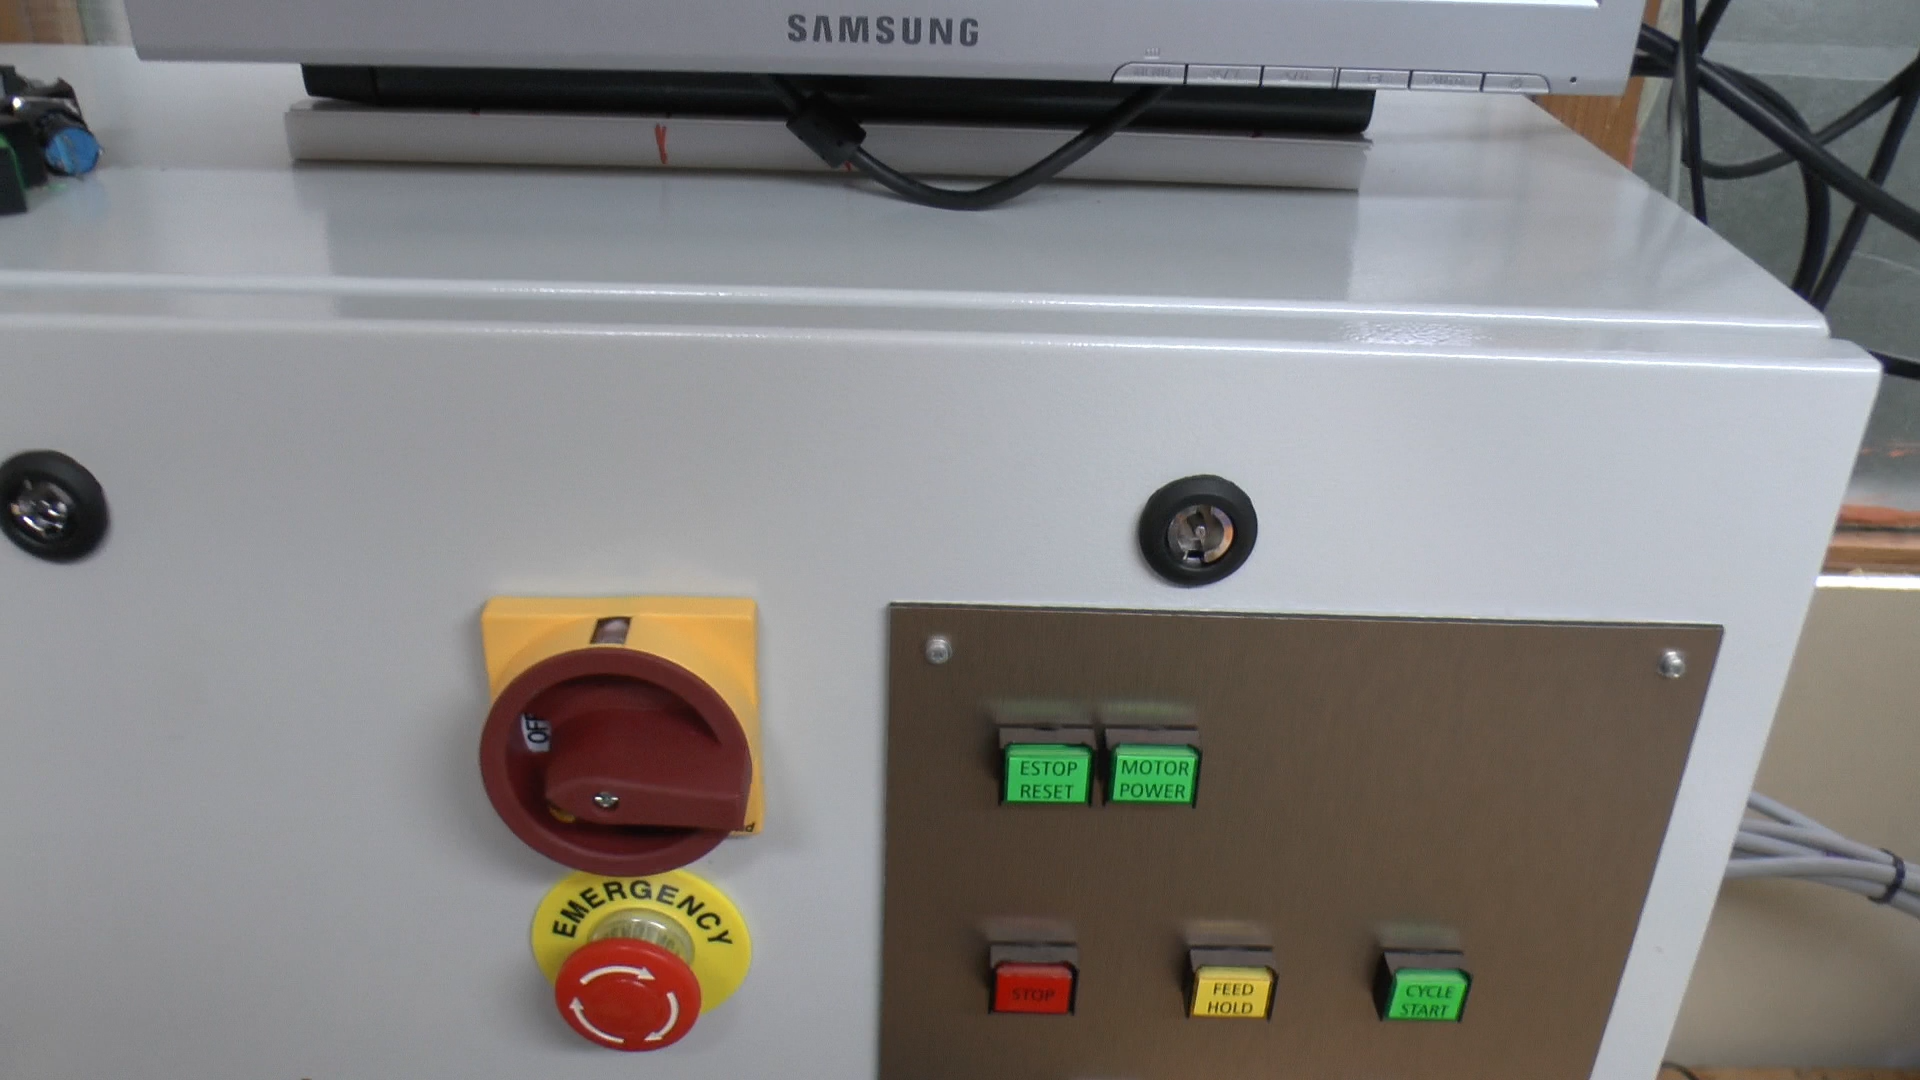 SAMSUNG
OFF
ESTOP
RESET
MOTOR
POWER
EMERGENCY
STOP
FEED
HOLD
CYCLE
START